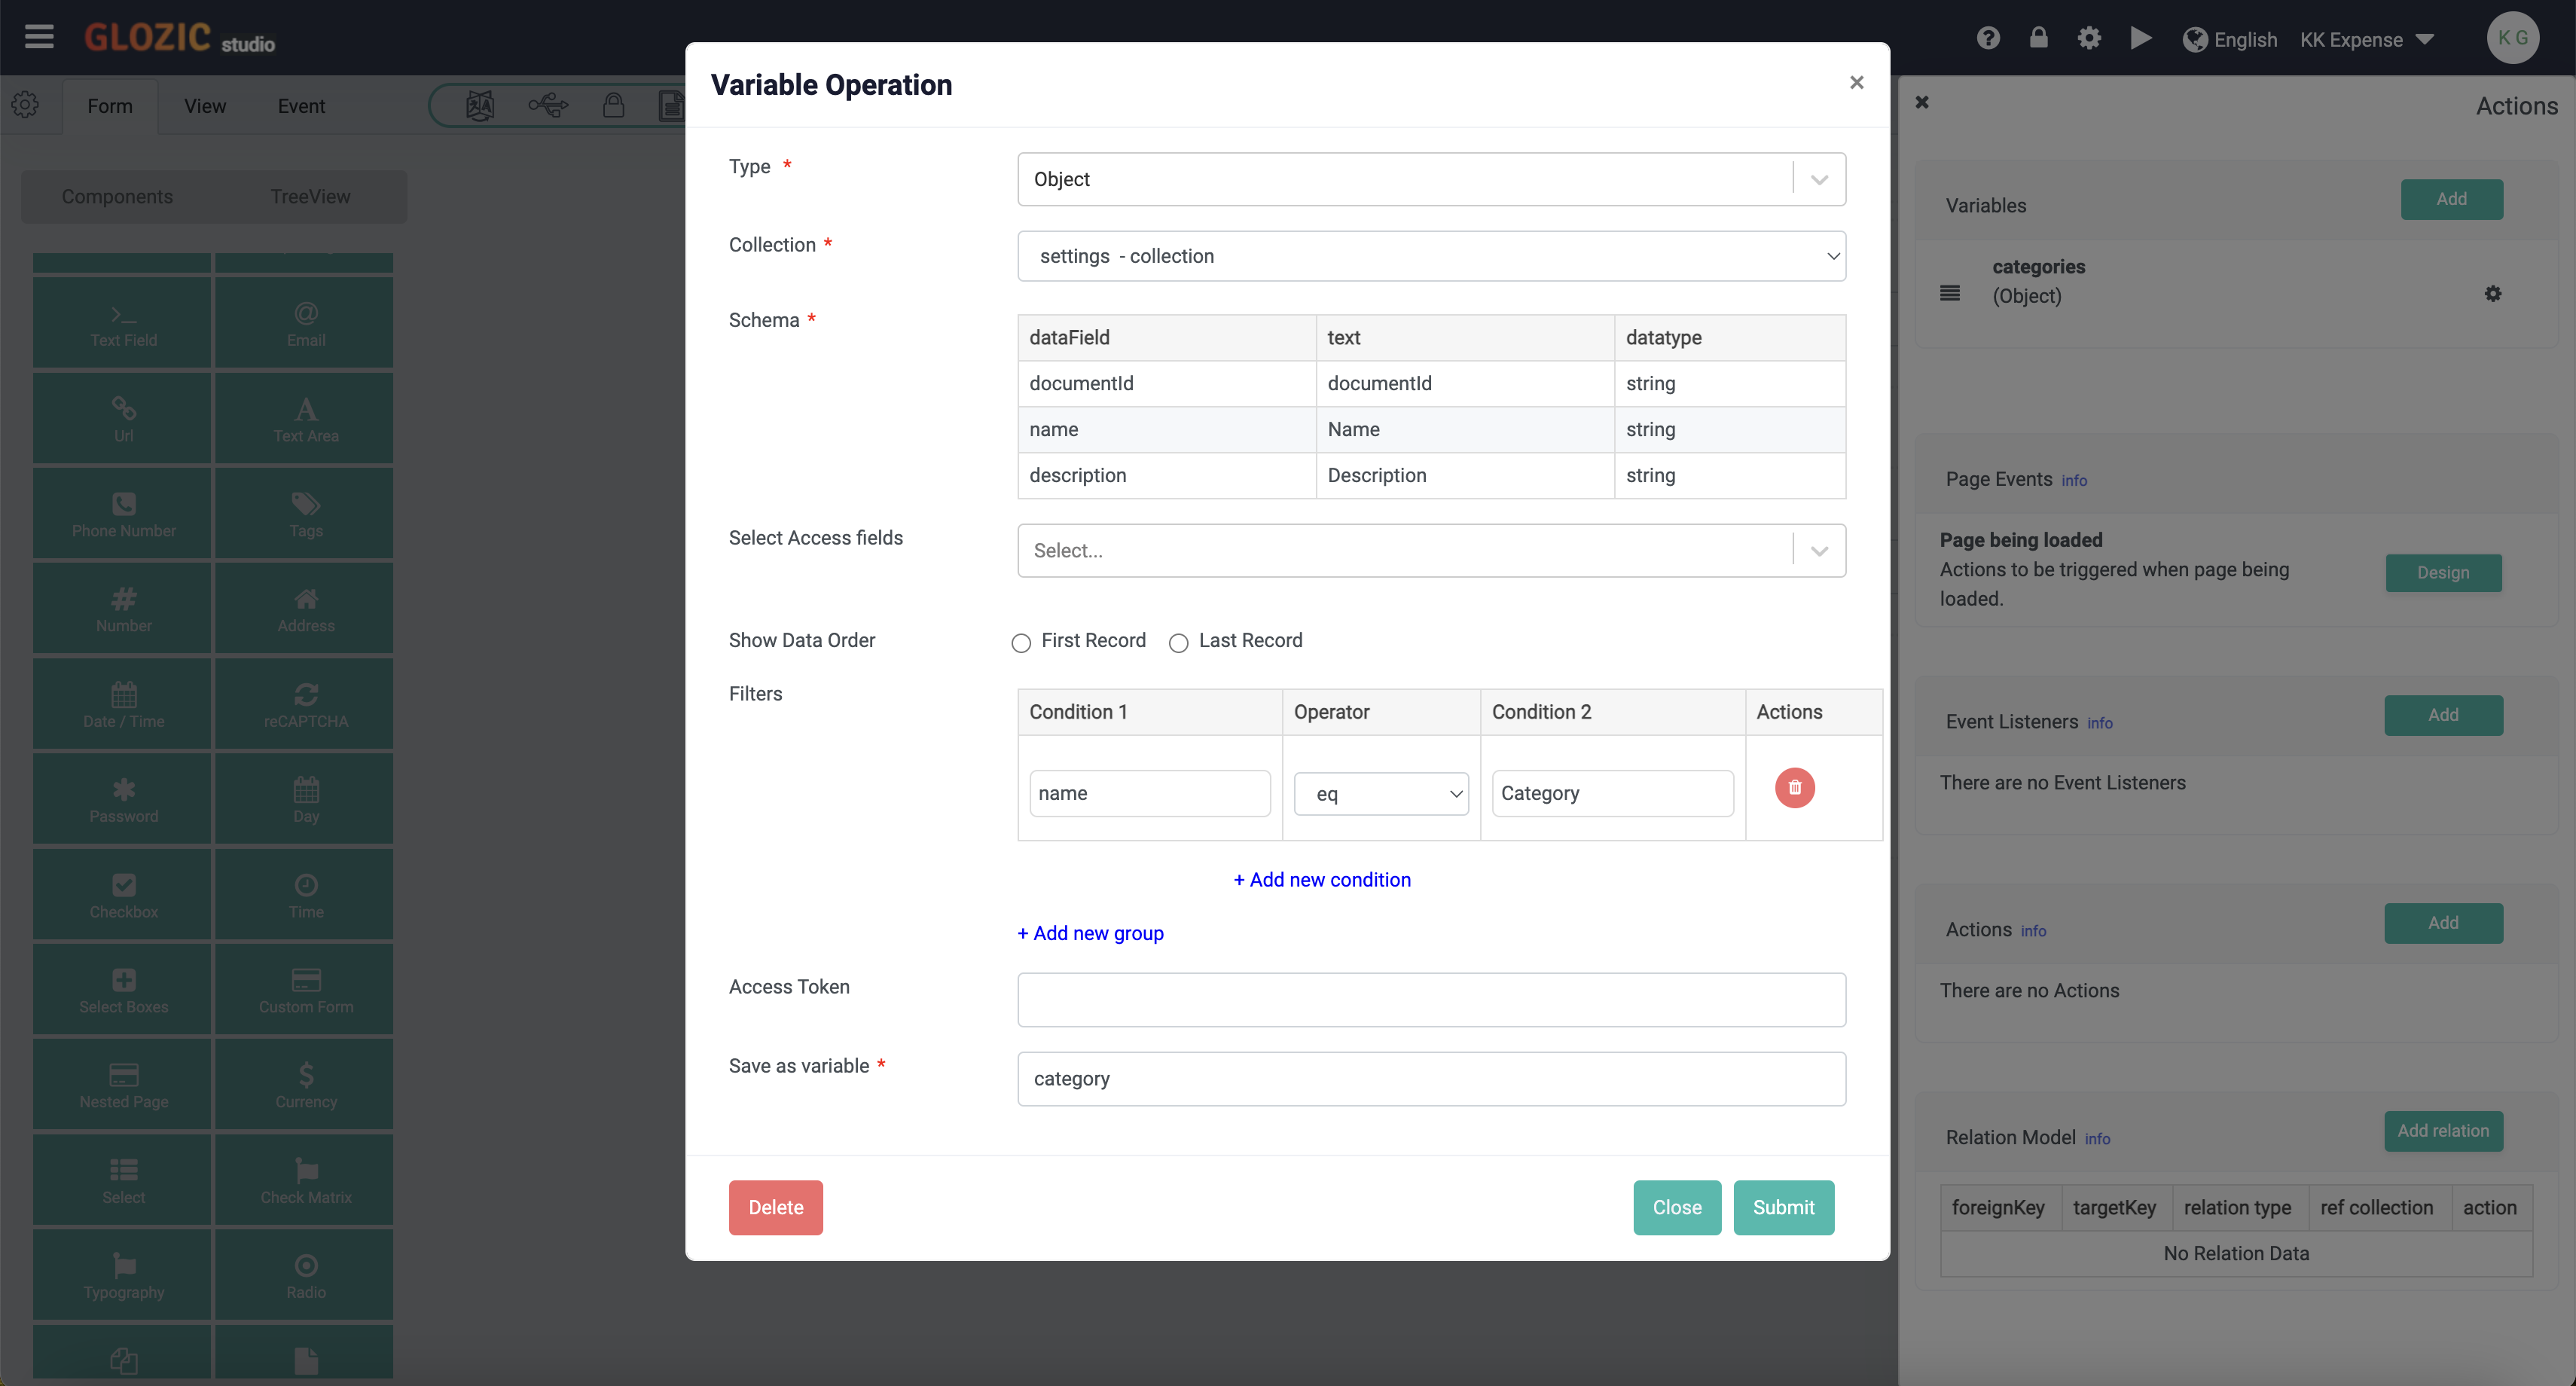 GLOZIC studio
English
KK Expense
K G
Form
View
Event
Components
TreeView
Text Field
Email
Url
Text Area
Phone Number
Tags
Number
Address
Date / Time
reCAPTCHA
Password
Day
Checkbox
Time
Select Boxes
Custom Form
Nested Page
Currency
Select
Check Matrix
Typography
Radio
Variable Operation
×
Type *
Object
Collection *
settings - collection
Schema *
dataField text datatype
documentId documentId string
name Name string
description Description string
Select Access fields
Select...
Show Data Order
First Record
Last Record
Filters
Condition 1 Operator Condition 2 Actions
name eq Category
+ Add new condition
+ Add new group
Access Token
Save as variable *
category
Delete
Close
Submit
Actions
Variables
Add
categories
(Object)
Page Events info
Page being loaded
Actions to be triggered when page being
loaded.
Design
Event Listeners info
Add
There are no Event Listeners
Actions info
Add
There are no Actions
Relation Model info
Add relation
foreignKey targetKey relation type ref collection action
No Relation Data